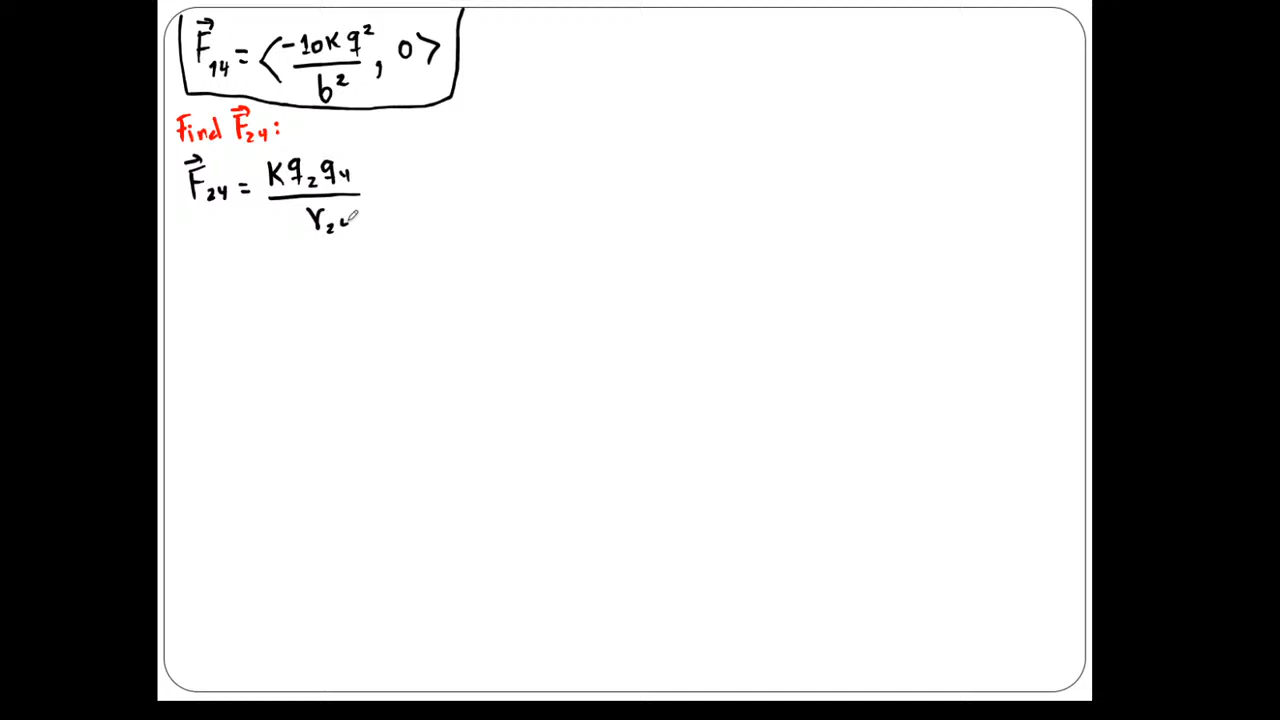 F⃗₁₄ = <-10Kq²/b², 0>
Find F⃗₂₄:
F⃗₂₄ = Kq₂q₄
r₂